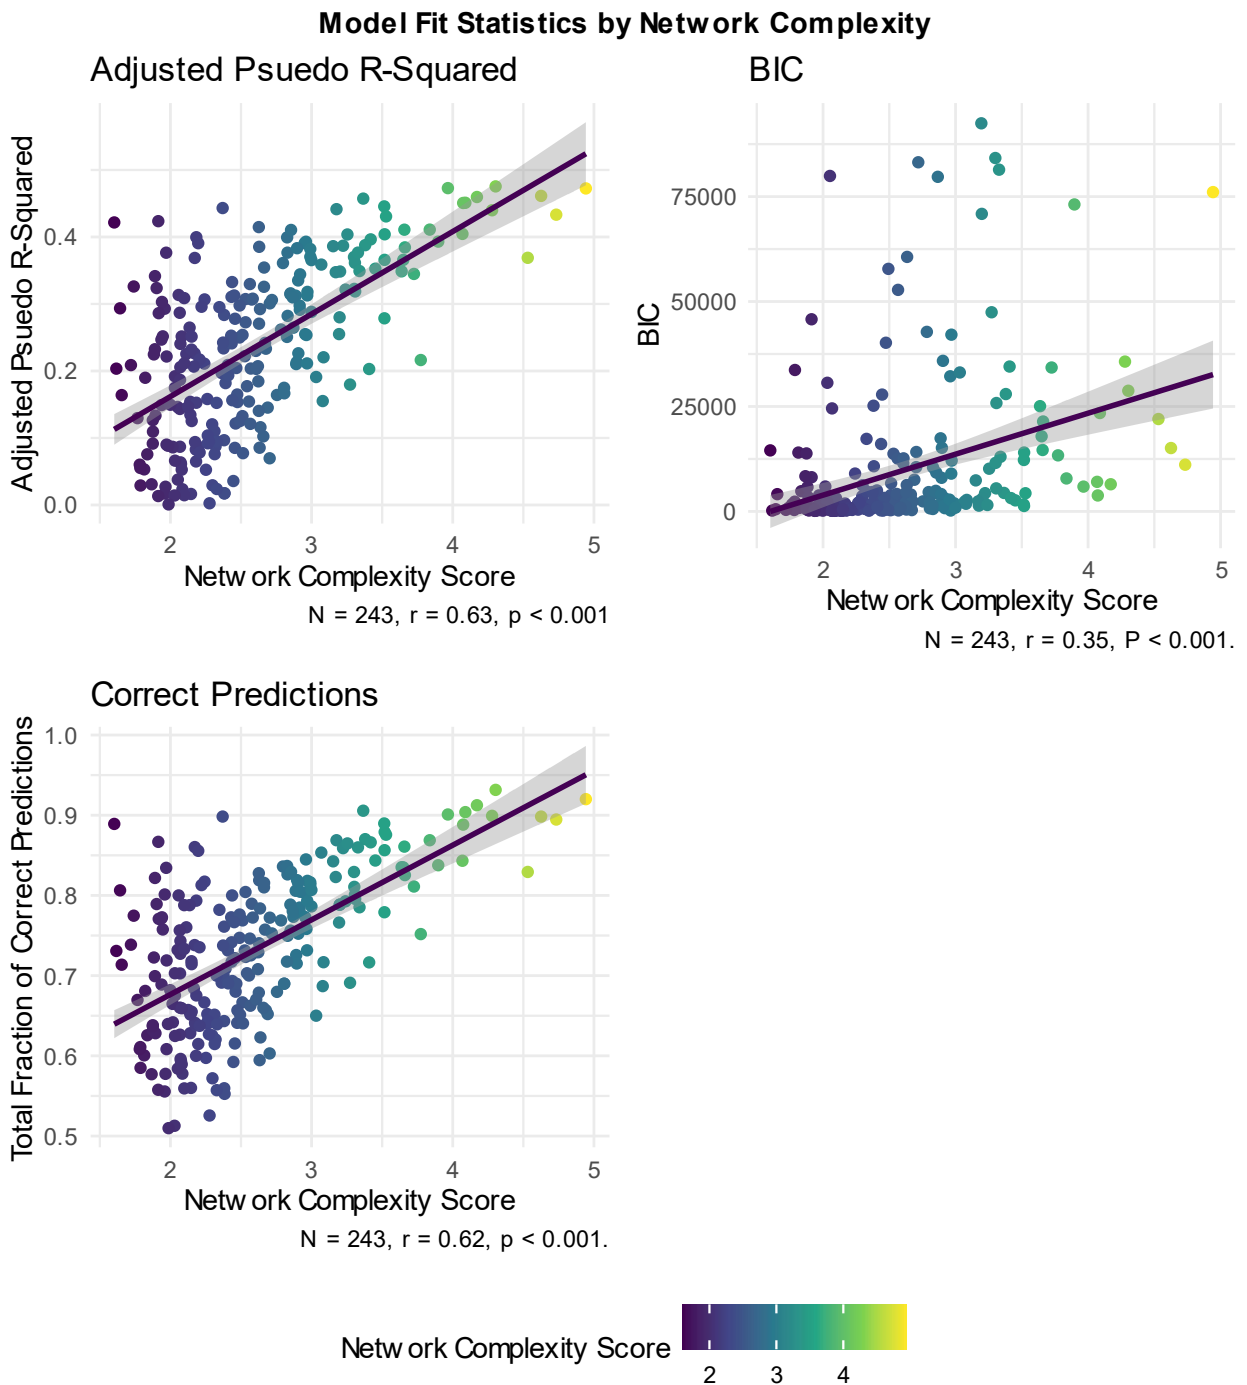 Model Fit Statistics by Network Complexity
Adjusted Psuedo R-Squared
Adjusted Psuedo R-Squared
0.4
0.2
0.0
2 3 4 5
Network Complexity Score
N = 243, r = 0.63, p < 0.001
BIC
BIC
75000
50000
25000
0
2 3 4 5
Network Complexity Score
N = 243, r = 0.35, P < 0.001.
Correct Predictions
Total Fraction of Correct Predictions
1.0
0.9
0.8
0.7
0.6
0.5
2 3 4 5
Network Complexity Score
N = 243, r = 0.62, p < 0.001.
Network Complexity Score
2 3 4